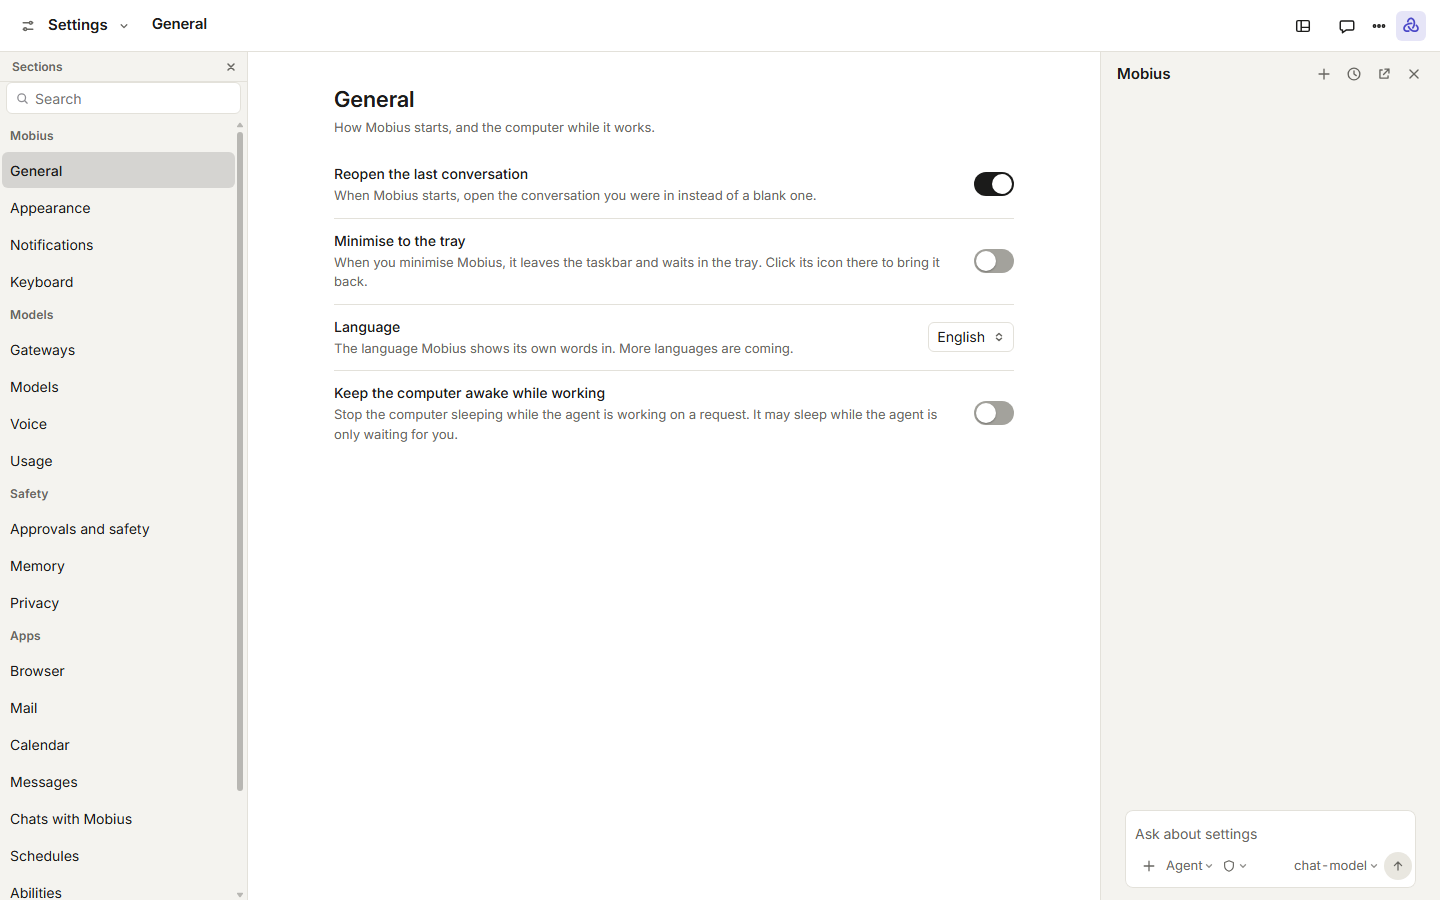 Settings
General
Sections
Search
Mobius
General
Appearance
Notifications
Keyboard
Models
Gateways
Models
Voice
Usage
Safety
Approvals and safety
Memory
Privacy
Apps
Browser
Mail
Calendar
Messages
Chats with Mobius
Schedules
Abilities
General
How Mobius starts, and the computer while it works.
Reopen the last conversation
When Mobius starts, open the conversation you were in instead of a blank one.
Minimise to the tray
When you minimise Mobius, it leaves the taskbar and waits in the tray. Click its icon there to bring it
back.
Language
The language Mobius shows its own words in. More languages are coming.
English
Keep the computer awake while working
Stop the computer sleeping while the agent is working on a request. It may sleep while the agent is
only waiting for you.
Mobius
Ask about settings
Agent
chat-model